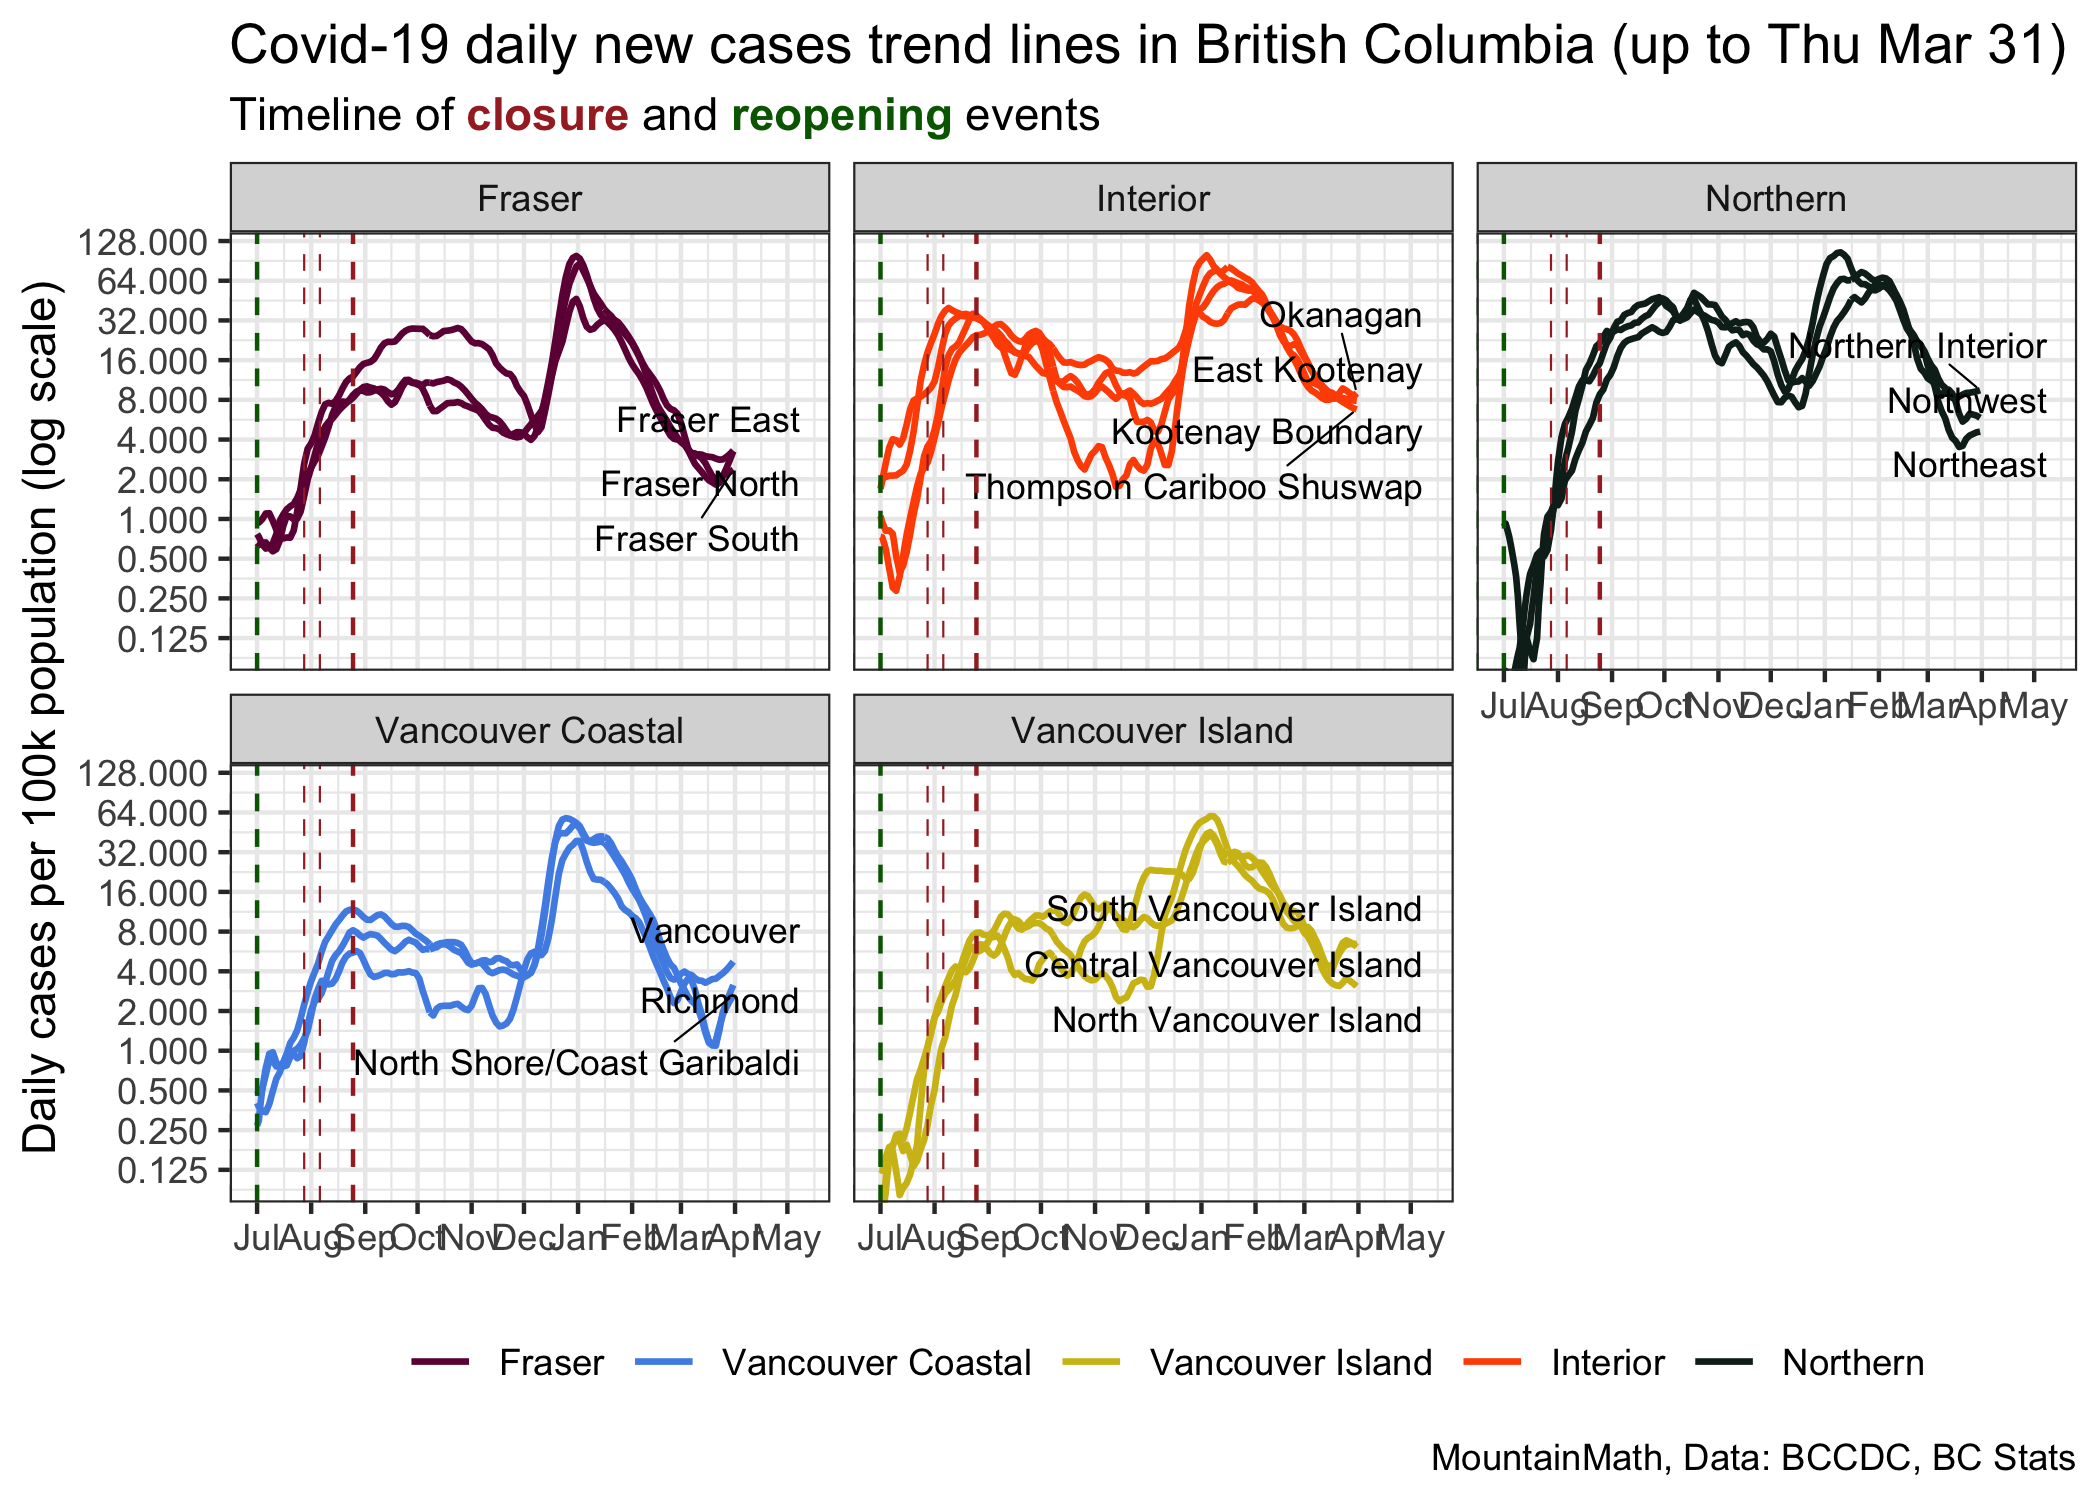 Covid-19 daily new cases trend lines in British Columbia (up to Thu Mar 31)
Timeline of closure and reopening events
Daily cases per 100k population (log scale)
Fraser
Interior
Northern
128.000
64.000
32.000
16.000
8.000
4.000
2.000
1.000
0.500
0.250
0.125
Fraser East
Fraser North
Fraser South
Okanagan
East Kootenay
Kootenay Boundary
Thompson Cariboo Shuswap
Northern Interior
Northwest
Northeast
Jul Aug Sep Oct Nov Dec Jan Feb Mar Apr May
Vancouver Coastal
Vancouver Island
128.000
64.000
32.000
16.000
8.000
4.000
2.000
1.000
0.500
0.250
0.125
Vancouver
Richmond
North Shore/Coast Garibaldi
South Vancouver Island
Central Vancouver Island
North Vancouver Island
Jul Aug Sep Oct Nov Dec Jan Feb Mar Apr May
Jul Aug Sep Oct Nov Dec Jan Feb Mar Apr May
Fraser Vancouver Coastal Vancouver Island Interior Northern
MountainMath, Data: BCCDC, BC Stats